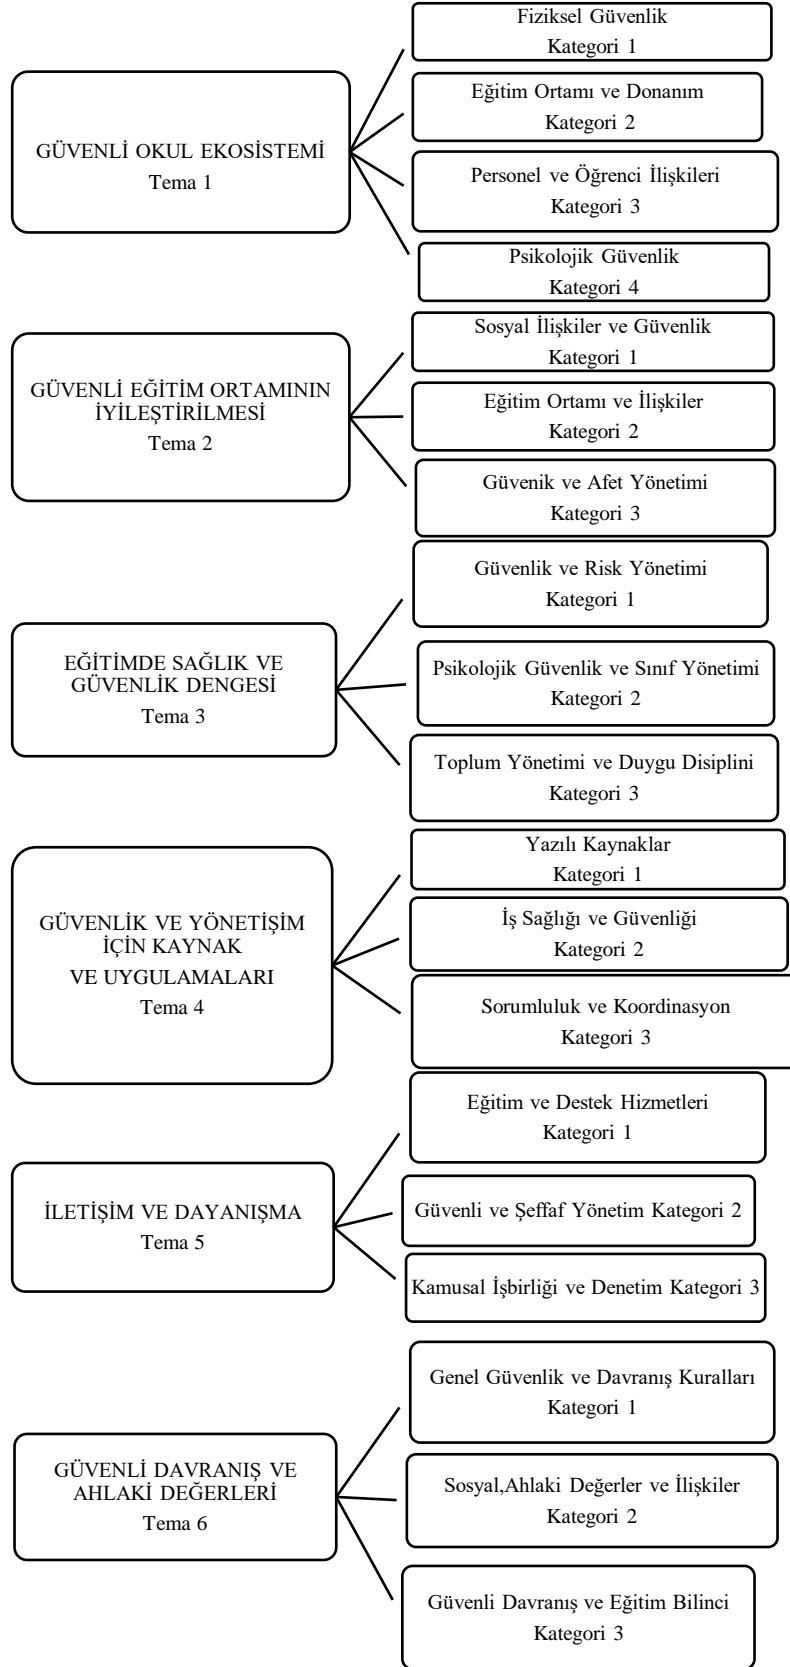 GÜVENLİ OKUL EKOSİSTEMİ
Tema 1
Fiziksel Güvenlik
Kategori 1
Eğitim Ortamı ve Donanım
Kategori 2
Personel ve Öğrenci İlişkileri
Kategori 3
Psikolojik Güvenlik
Kategori 4
GÜVENLİ EĞİTİM ORTAMININ
İYİLEŞTİRİLMESİ
Tema 2
Sosyal İlişkiler ve Güvenlik
Kategori 1
Eğitim Ortamı ve İlişkiler
Kategori 2
Güvenik ve Afet Yönetimi
Kategori 3
EĞİTİMDE SAĞLIK VE
GÜVENLİK DENGESİ
Tema 3
Güvenlik ve Risk Yönetimi
Kategori 1
Psikolojik Güvenlik ve Sınıf Yönetimi
Kategori 2
Toplum Yönetimi ve Duygu Disiplini
Kategori 3
GÜVENLİK VE YÖNETİŞİM
İÇİN KAYNAK
VE UYGULAMALARI
Tema 4
Yazılı Kaynaklar
Kategori 1
İş Sağlığı ve Güvenliği
Kategori 2
Sorumluluk ve Koordinasyon
Kategori 3
İLETİŞİM VE DAYANIŞMA
Tema 5
Eğitim ve Destek Hizmetleri
Kategori 1
Güvenli ve Şeffaf Yönetim Kategori 2
Kamusal İşbirliği ve Denetim Kategori 3
GÜVENLİ DAVRANIŞ VE
AHLAKİ DEĞERLERİ
Tema 6
Genel Güvenlik ve Davranış Kuralları
Kategori 1
Sosyal,Ahlaki Değerler ve İlişkiler
Kategori 2
Güvenli Davranış ve Eğitim Bilinci
Kategori 3